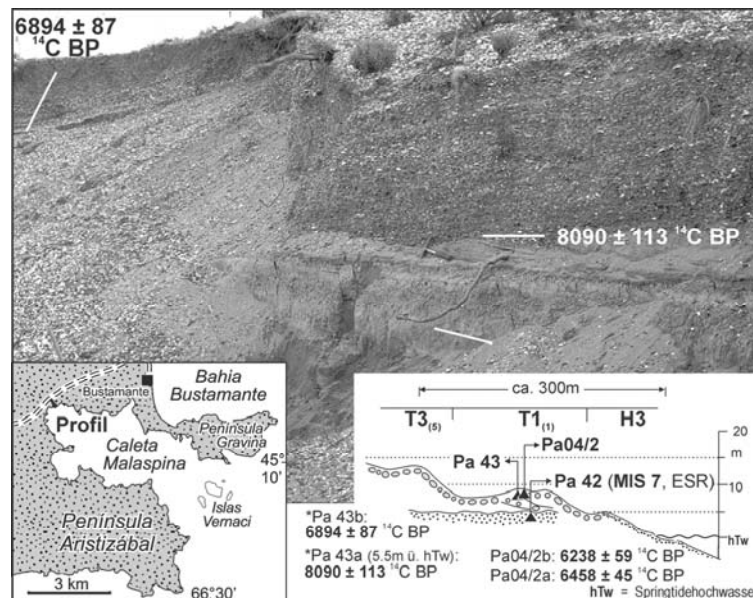 6894 ± 87
¹⁴C BP
8090 ± 113 ¹⁴C BP
Bustamante
Bahia
Bustamante
Profil
Caleta
Malaspina
Península
Gravina
45°
10'
Islas
Vernaci
Península
Aristizábal
3 km
66°30'
ca. 300m
T3(5)
T1(1)
H3
20
m
10
hTw
Pa04/2
Pa 43
Pa 42 (MIS 7, ESR)
*Pa 43b:
6894 ± 87 ¹⁴C BP
*Pa 43a (5.5m ü. hTw):
8090 ± 113 ¹⁴C BP
Pa04/2b: 6238 ± 59 ¹⁴C BP
Pa04/2a: 6458 ± 45 ¹⁴C BP
hTw = Springtidehochwasser